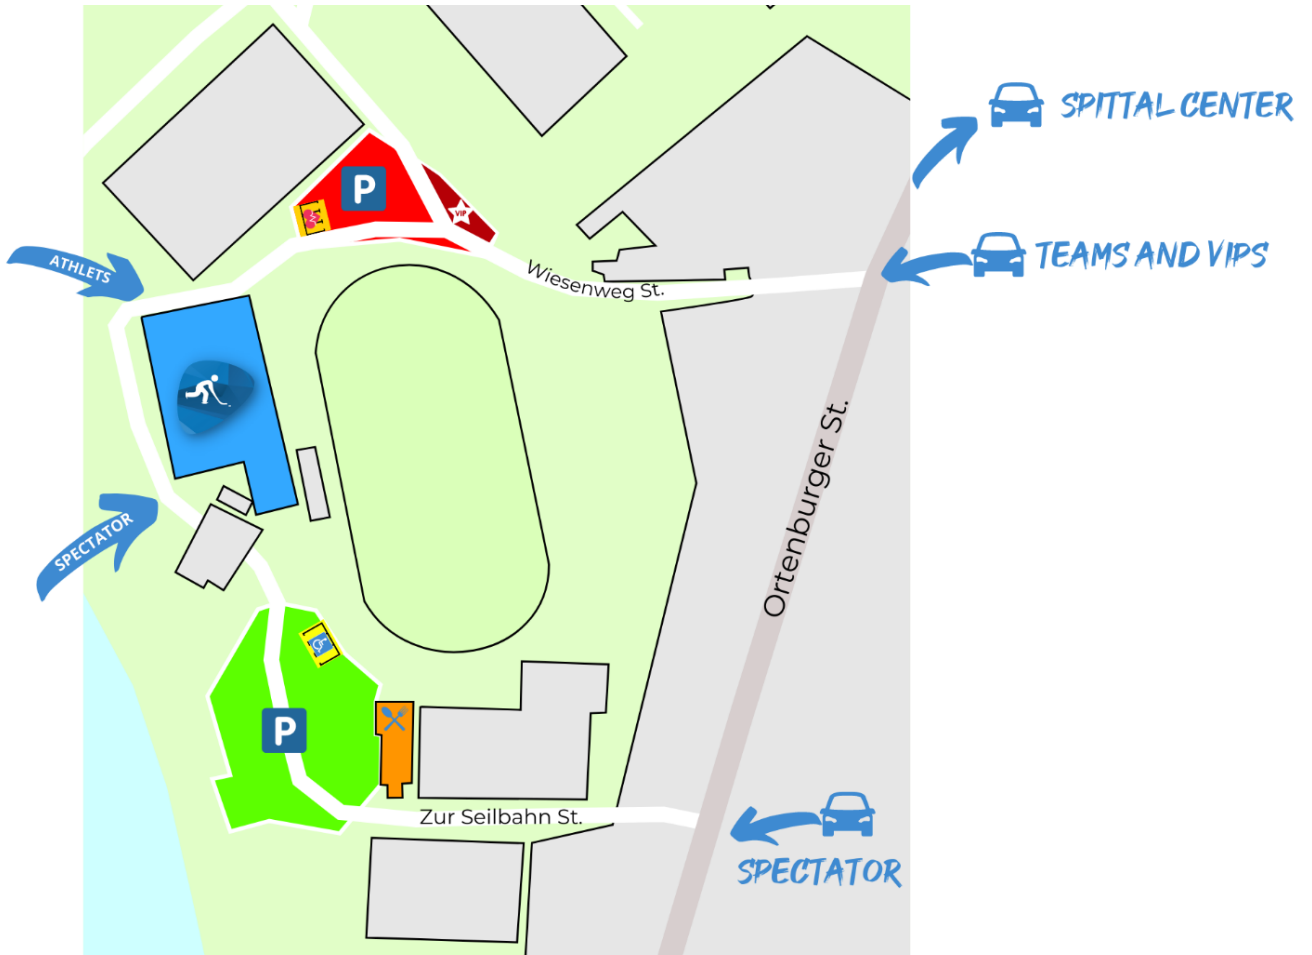 SPITTAL CENTER
P
VIP
TEAMS AND VIPS
ATHLETS
Wiesenweg St.
Ortenburger St.
SPECTATOR
P
Zur Seilbahn St.
SPECTATOR